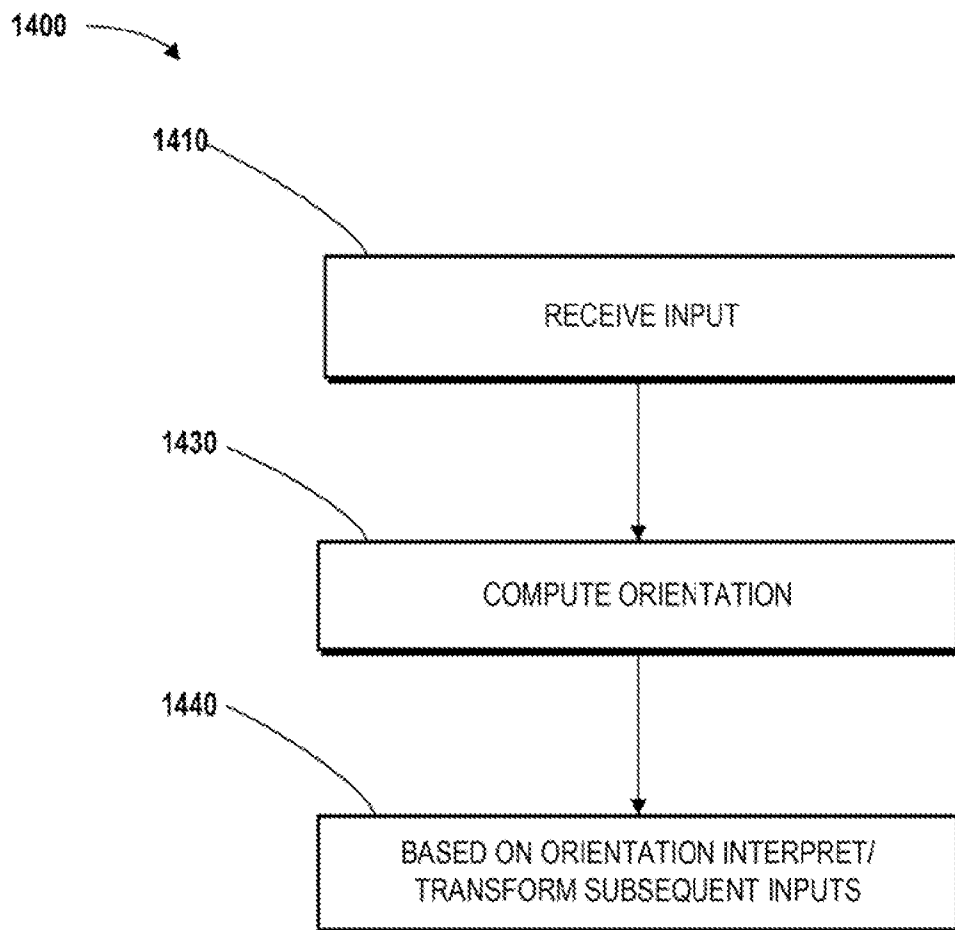 1400
1410
RECEIVE INPUT
1430
COMPUTE ORIENTATION
1440
BASED ON ORIENTATION INTERPRET/
TRANSFORM SUBSEQUENT INPUTS